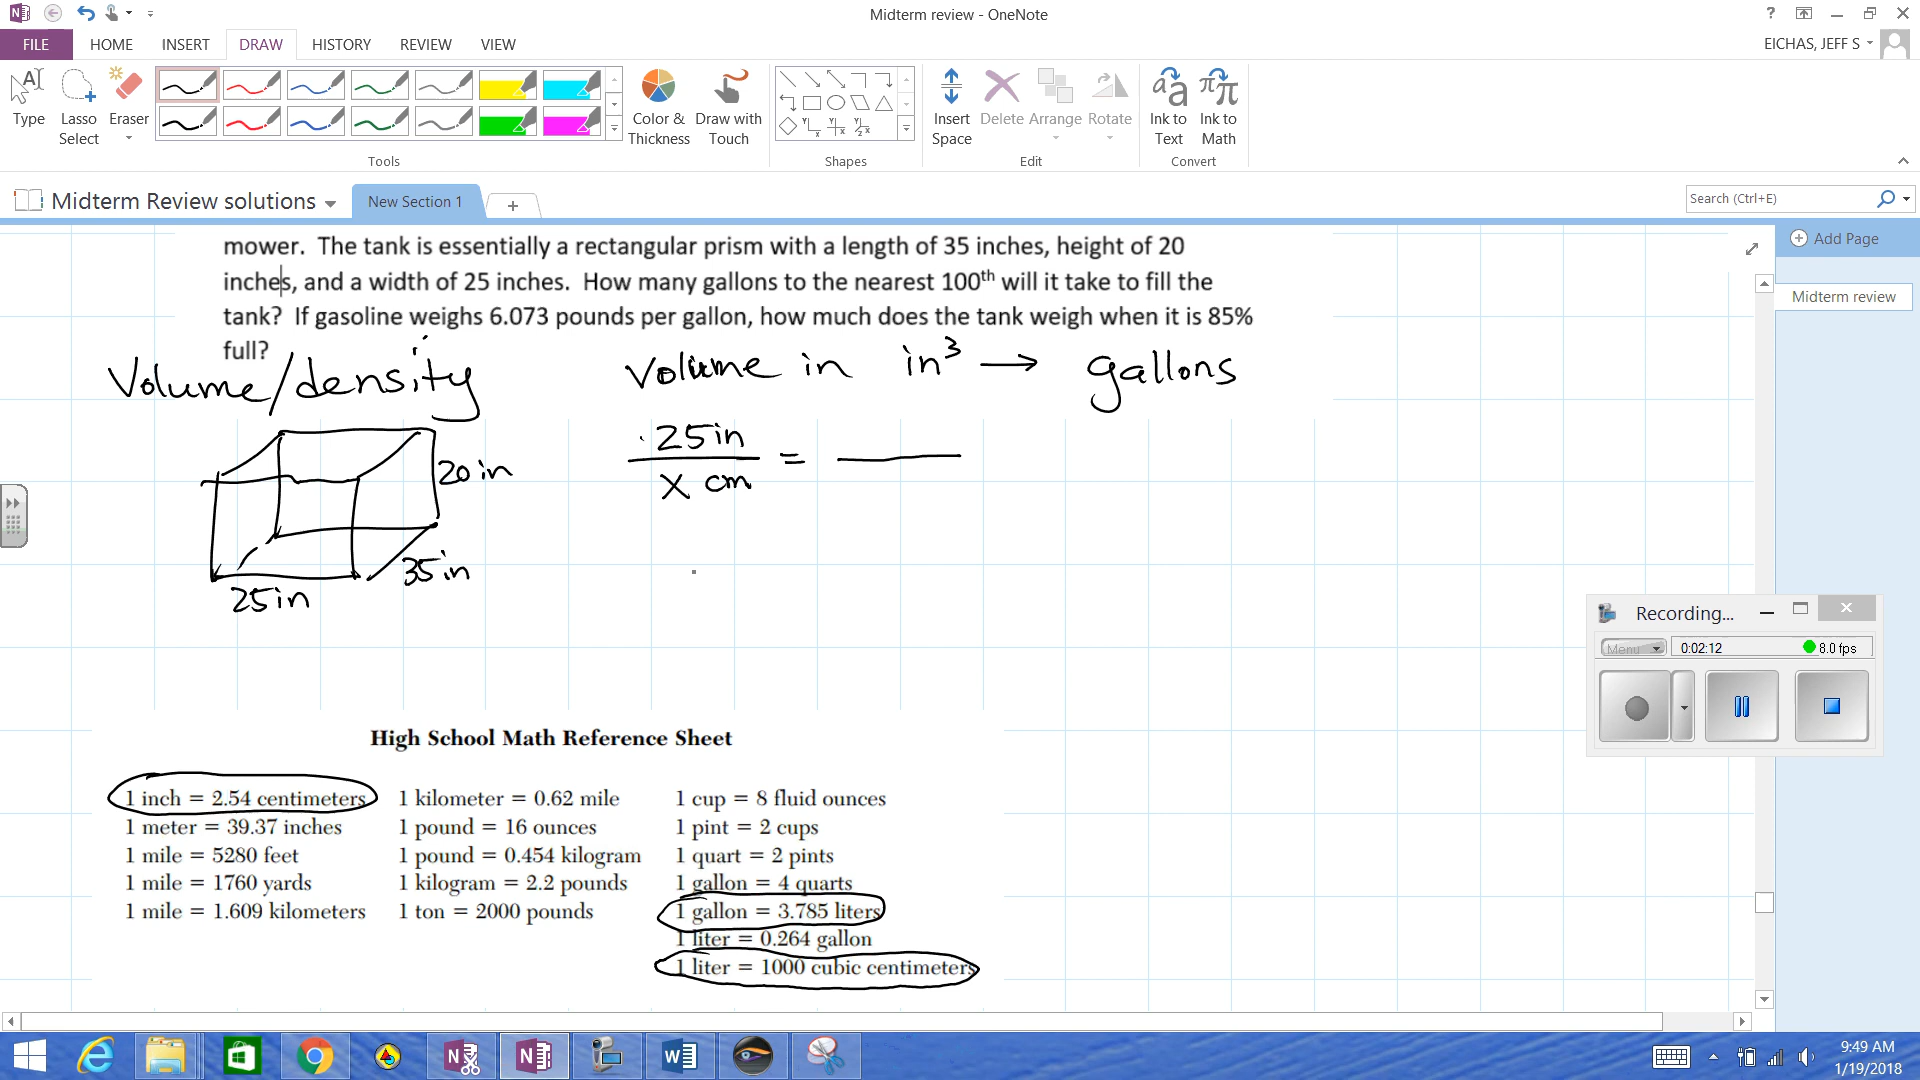 Midterm review - OneNote
?
FILE HOME INSERT DRAW HISTORY REVIEW VIEW
EICHAS, JEFF S
Type
Lasso Select
Eraser
Color & Thickness
Draw with Touch
Insert Space
Delete
Arrange
Rotate
Ink to Text
Ink to Math
Tools
Shapes
Edit
Convert
Midterm Review solutions
New Section 1
+
Search (Ctrl+E)
Add Page
Midterm review
mower. The tank is essentially a rectangular prism with a length of 35 inches, height of 20
inches, and a width of 25 inches. How many gallons to the nearest 100th will it take to fill the
tank? If gasoline weighs 6.073 pounds per gallon, how much does the tank weigh when it is 85%
full?
Volume/density
Volume in in³ → gallons
20 in
35 in
25 in
25 in
x cm
=
Recording...
Menu
0:02:12
8.0 fps
High School Math Reference Sheet
1 inch = 2.54 centimeters
1 meter = 39.37 inches
1 mile = 5280 feet
1 mile = 1760 yards
1 mile = 1.609 kilometers
1 kilometer = 0.62 mile
1 pound = 16 ounces
1 pound = 0.454 kilogram
1 kilogram = 2.2 pounds
1 ton = 2000 pounds
1 cup = 8 fluid ounces
1 pint = 2 cups
1 quart = 2 pints
1 gallon = 4 quarts
1 gallon = 3.785 liters
1 liter = 0.264 gallon
1 liter = 1000 cubic centimeters
9:49 AM
1/19/2018